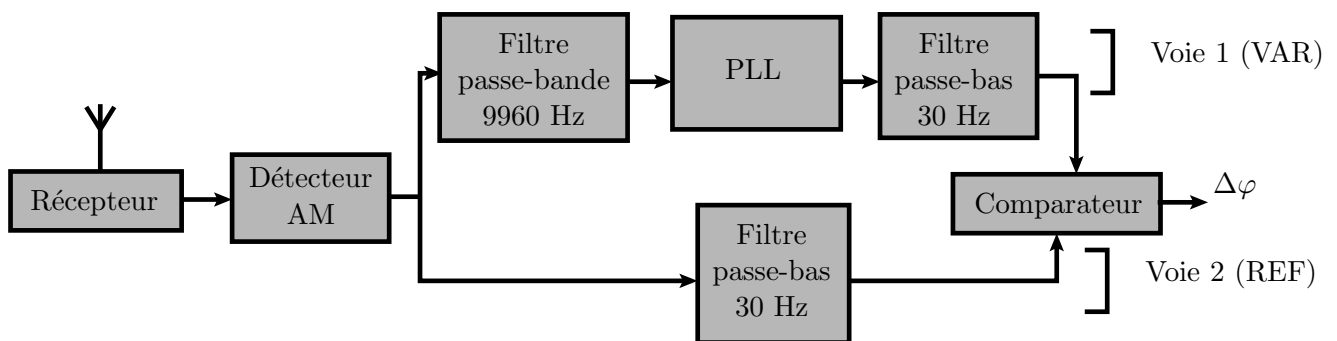 Récepteur
Détecteur
AM
Filtre
passe-bande
9960 Hz
PLL
Filtre
passe-bas
30 Hz
Voie 1 (VAR)
Filtre
passe-bas
30 Hz
Comparateur
Δφ
Voie 2 (REF)